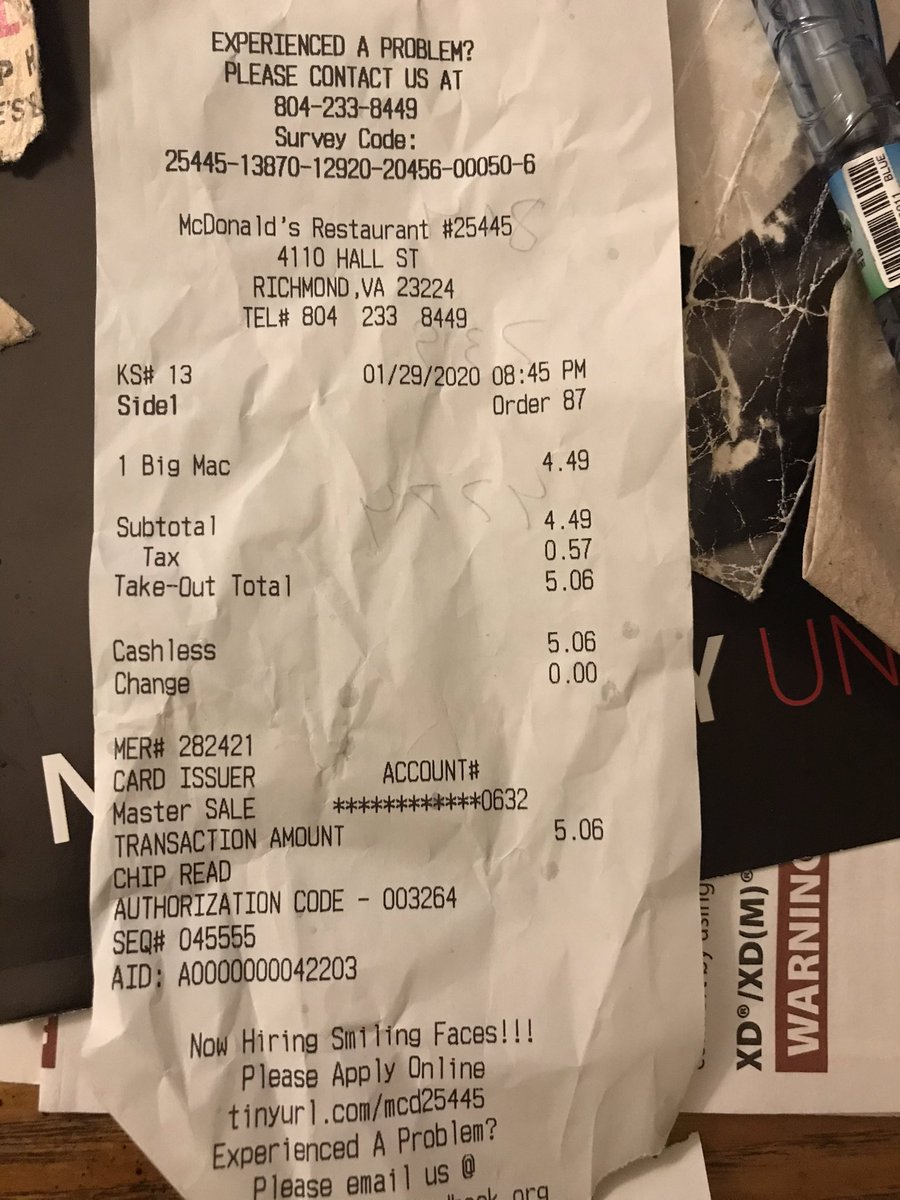 EXPERIENCED A PROBLEM?
PLEASE CONTACT US AT
804-233-8449
Survey Code:
25445-13870-12920-20456-00050-6
McDonald's Restaurant #25445
4110 HALL ST
RICHMOND,VA 23224
TEL# 804 233 8449
KS# 13 01/29/2020 08:45 PM
Side1 Order 87
1 Big Mac 4.49
Subtotal 4.49
Tax 0.57
Take-Out Total 5.06
Cashless 5.06
Change 0.00
MER# 282421
CARD ISSUER ACCOUNT#
Master SALE ************0632
TRANSACTION AMOUNT 5.06
CHIP READ
AUTHORIZATION CODE - 003264
SEQ# 045555
AID: A0000000042203
Now Hiring Smiling Faces!!!
Please Apply Online
tinyurl.com/mcd25445
Experienced A Problem?
Please email us @
BLUE
UN
XD®/XD(M)®
WARNING
by using